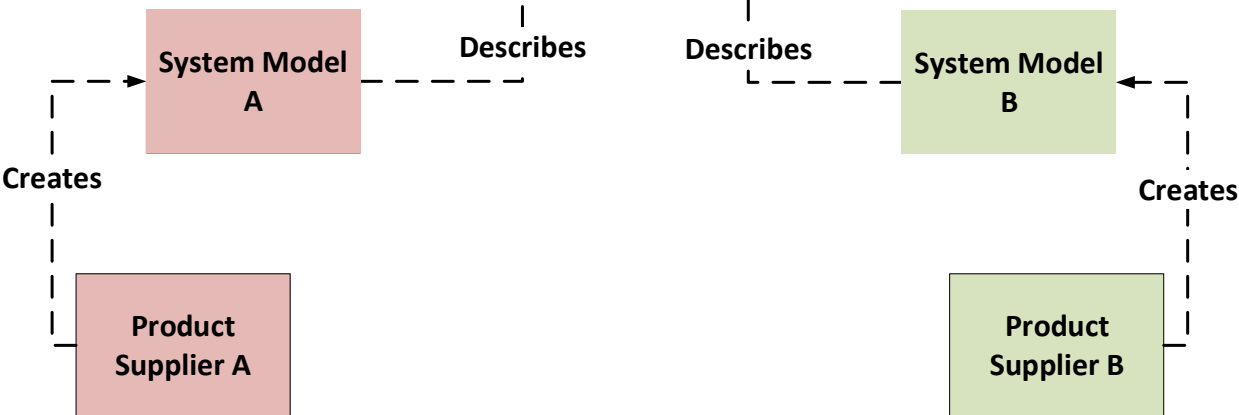 System Model
A
Describes
Describes
System Model
B
Creates
Creates
Product
Supplier A
Product
Supplier B